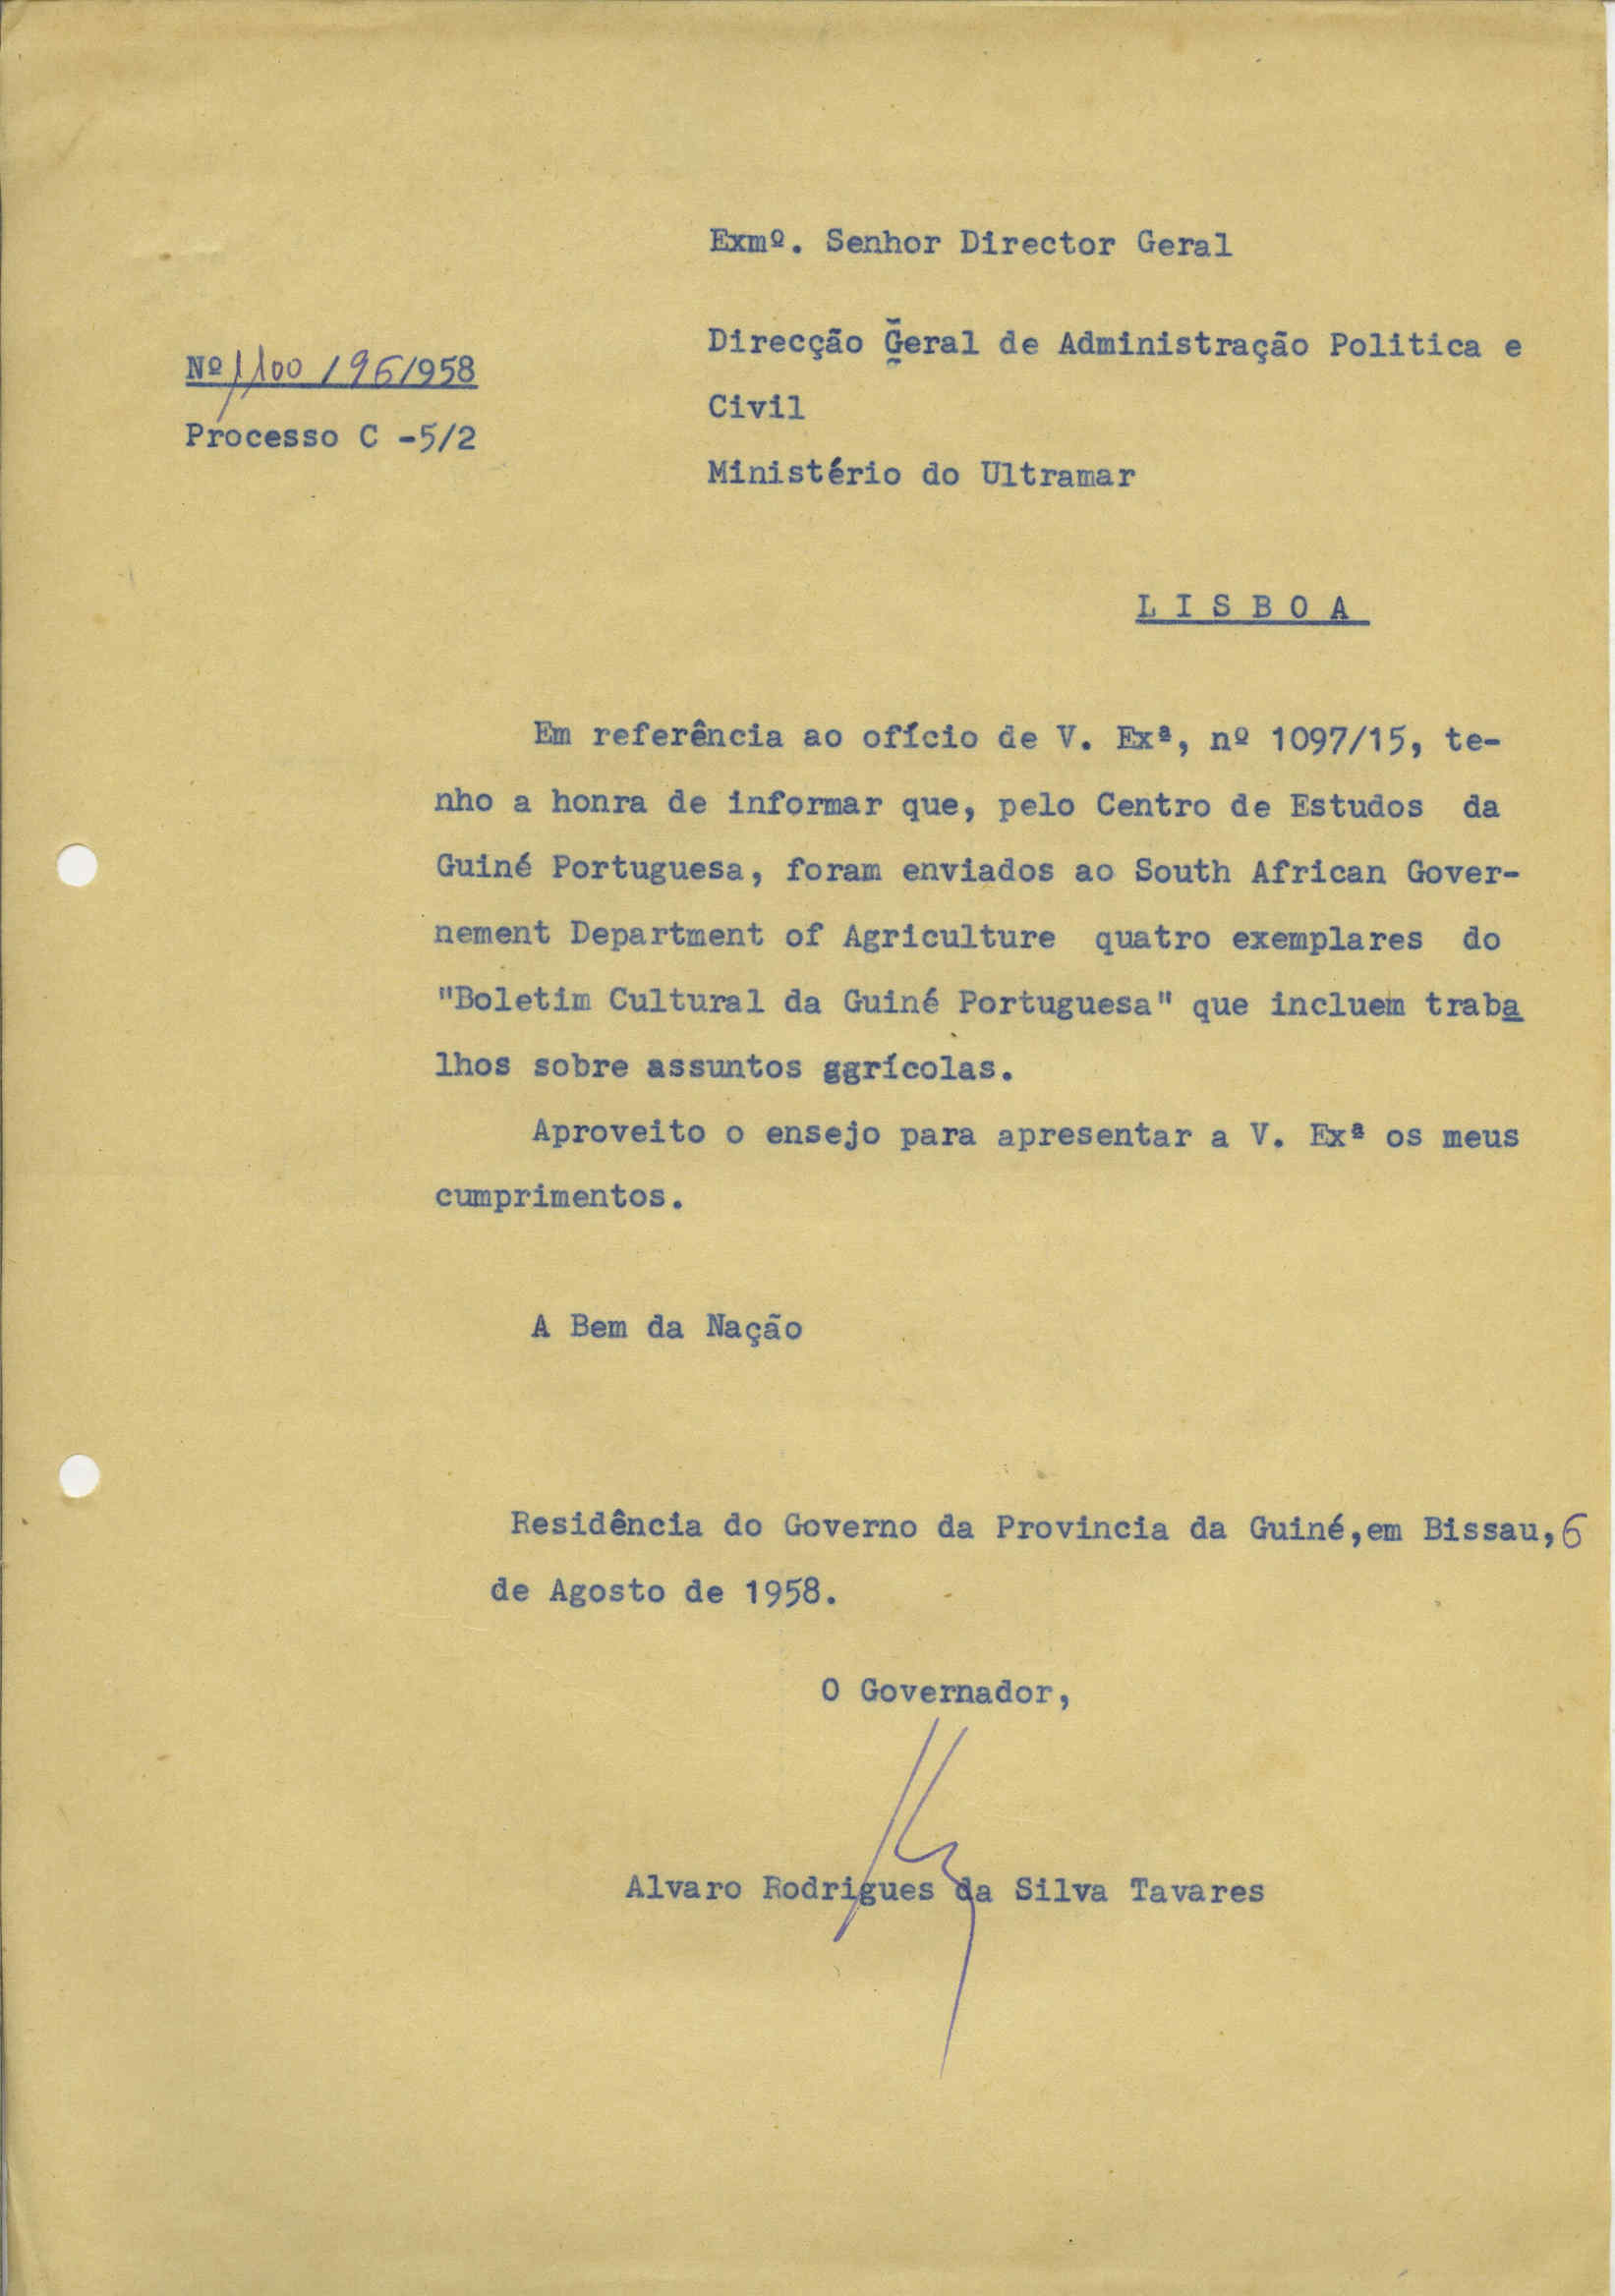 Exmº. Senhor Director Geral
Direcção Geral de Administração Politica e
Civil
Ministério do Ultramar
Nº 1100 /96/958
Processo C -5/2
L I S B O A
Em referência ao ofício de V. Exª, nº 1097/15, te-
nho a honra de informar que, pelo Centro de Estudos da
Guiné Portuguesa, foram enviados ao South African Gover-
nement Department of Agriculture quatro exemplares do
"Boletim Cultural da Guiné Portuguesa" que incluem traba
lhos sobre assuntos ggrícolas.
Aproveito o ensejo para apresentar a V. Exª os meus
cumprimentos.
A Bem da Nação
Residência do Governo da Provincia da Guiné,em Bissau,6
de Agosto de 1958.
O Governador,
Alvaro Rodrigues da Silva Tavares